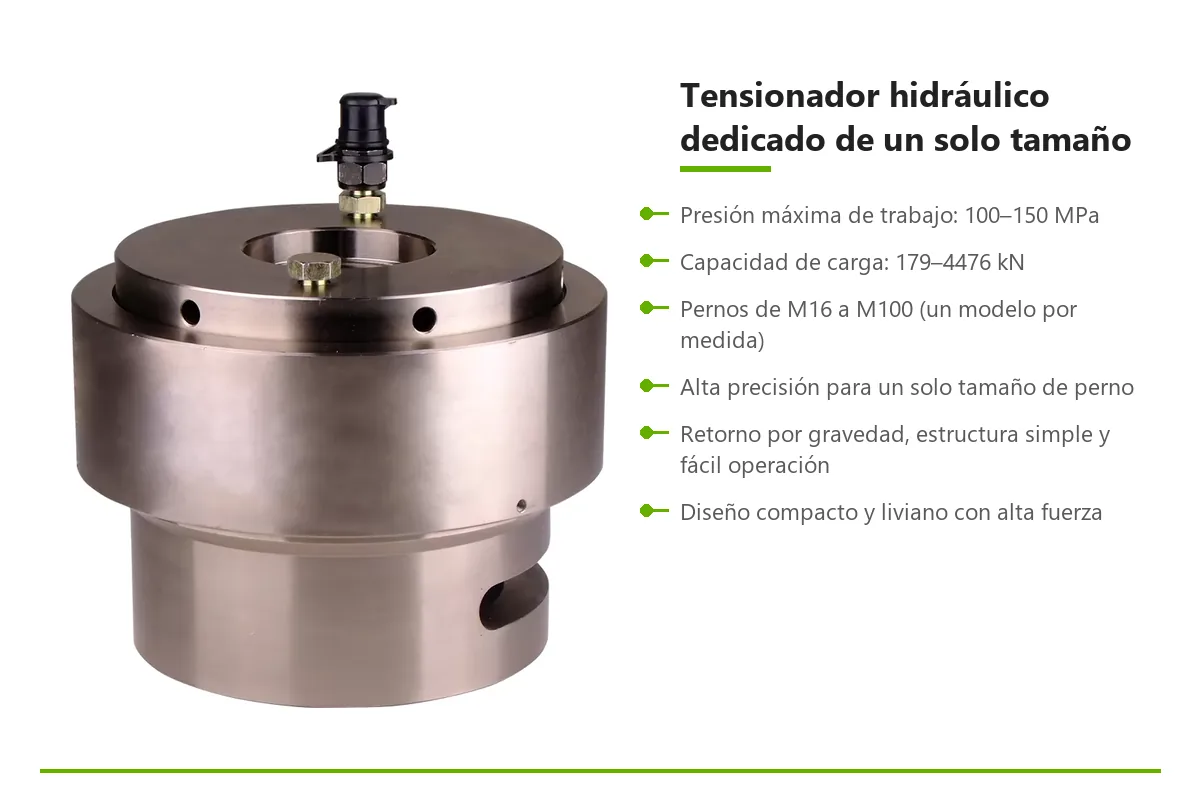 Tensionador hidráulico
dedicado de un solo tamaño
Presión máxima de trabajo: 100–150 MPa
Capacidad de carga: 179–4476 kN
Pernos de M16 a M100 (un modelo por
medida)
Alta precisión para un solo tamaño de perno
Retorno por gravedad, estructura simple y
fácil operación
Diseño compacto y liviano con alta fuerza